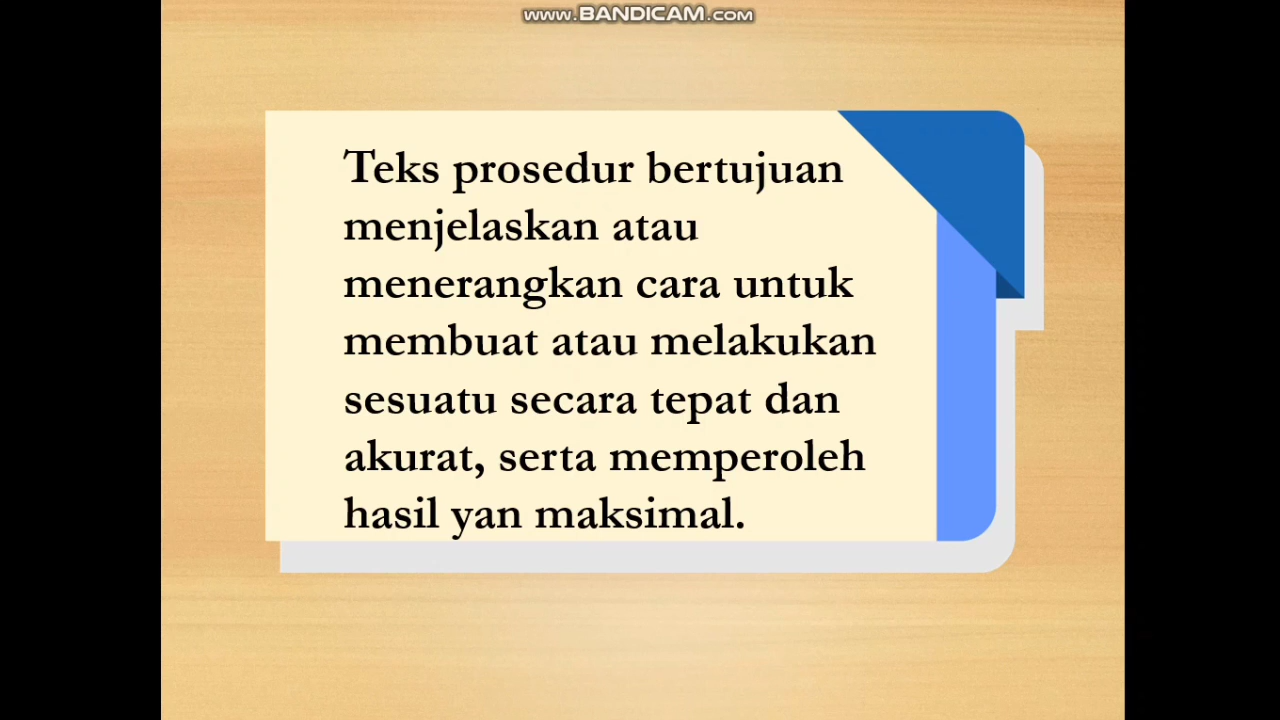 www.BANDICAM.com
Teks prosedur bertujuan
menjelaskan atau
menerangkan cara untuk
membuat atau melakukan
sesuatu secara tepat dan
akurat, serta memperoleh
hasil yan maksimal.